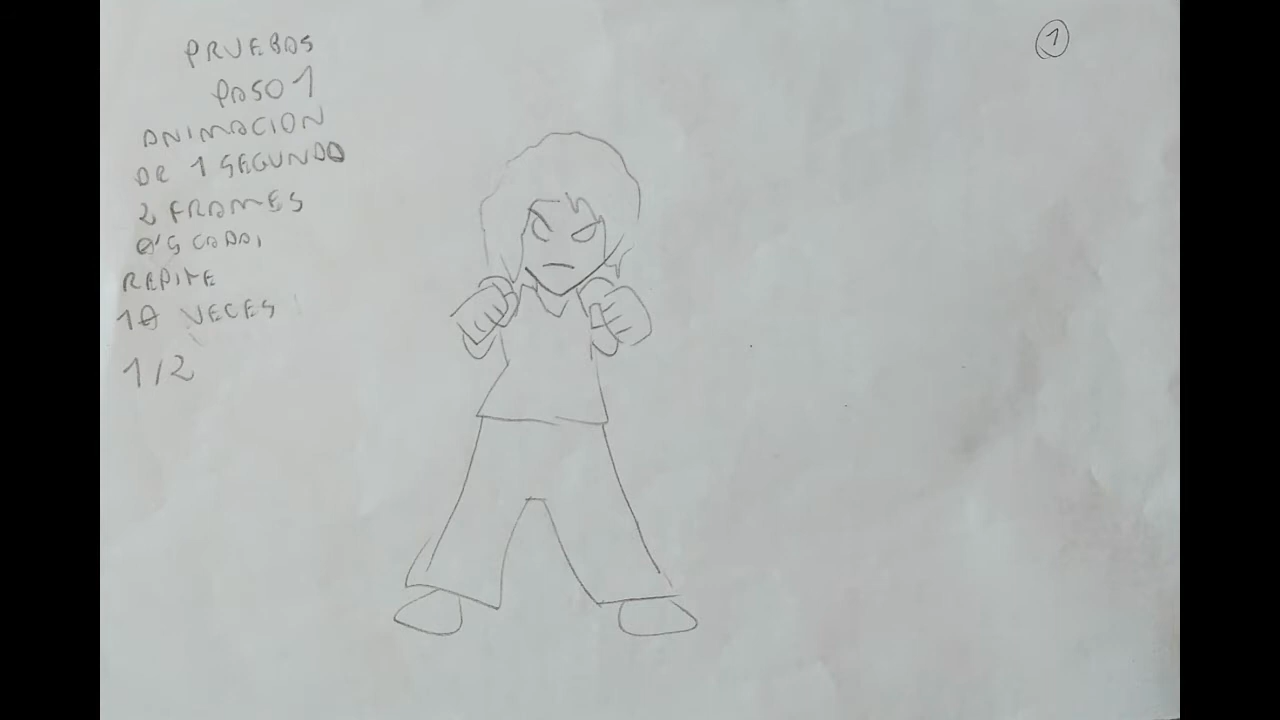 PRUEBAS
PASO 1
ANIMACION
DE 1 SEGUNDO
2 FRAMES
0'5 CADA
REPITE
10 VECES
1/2
1